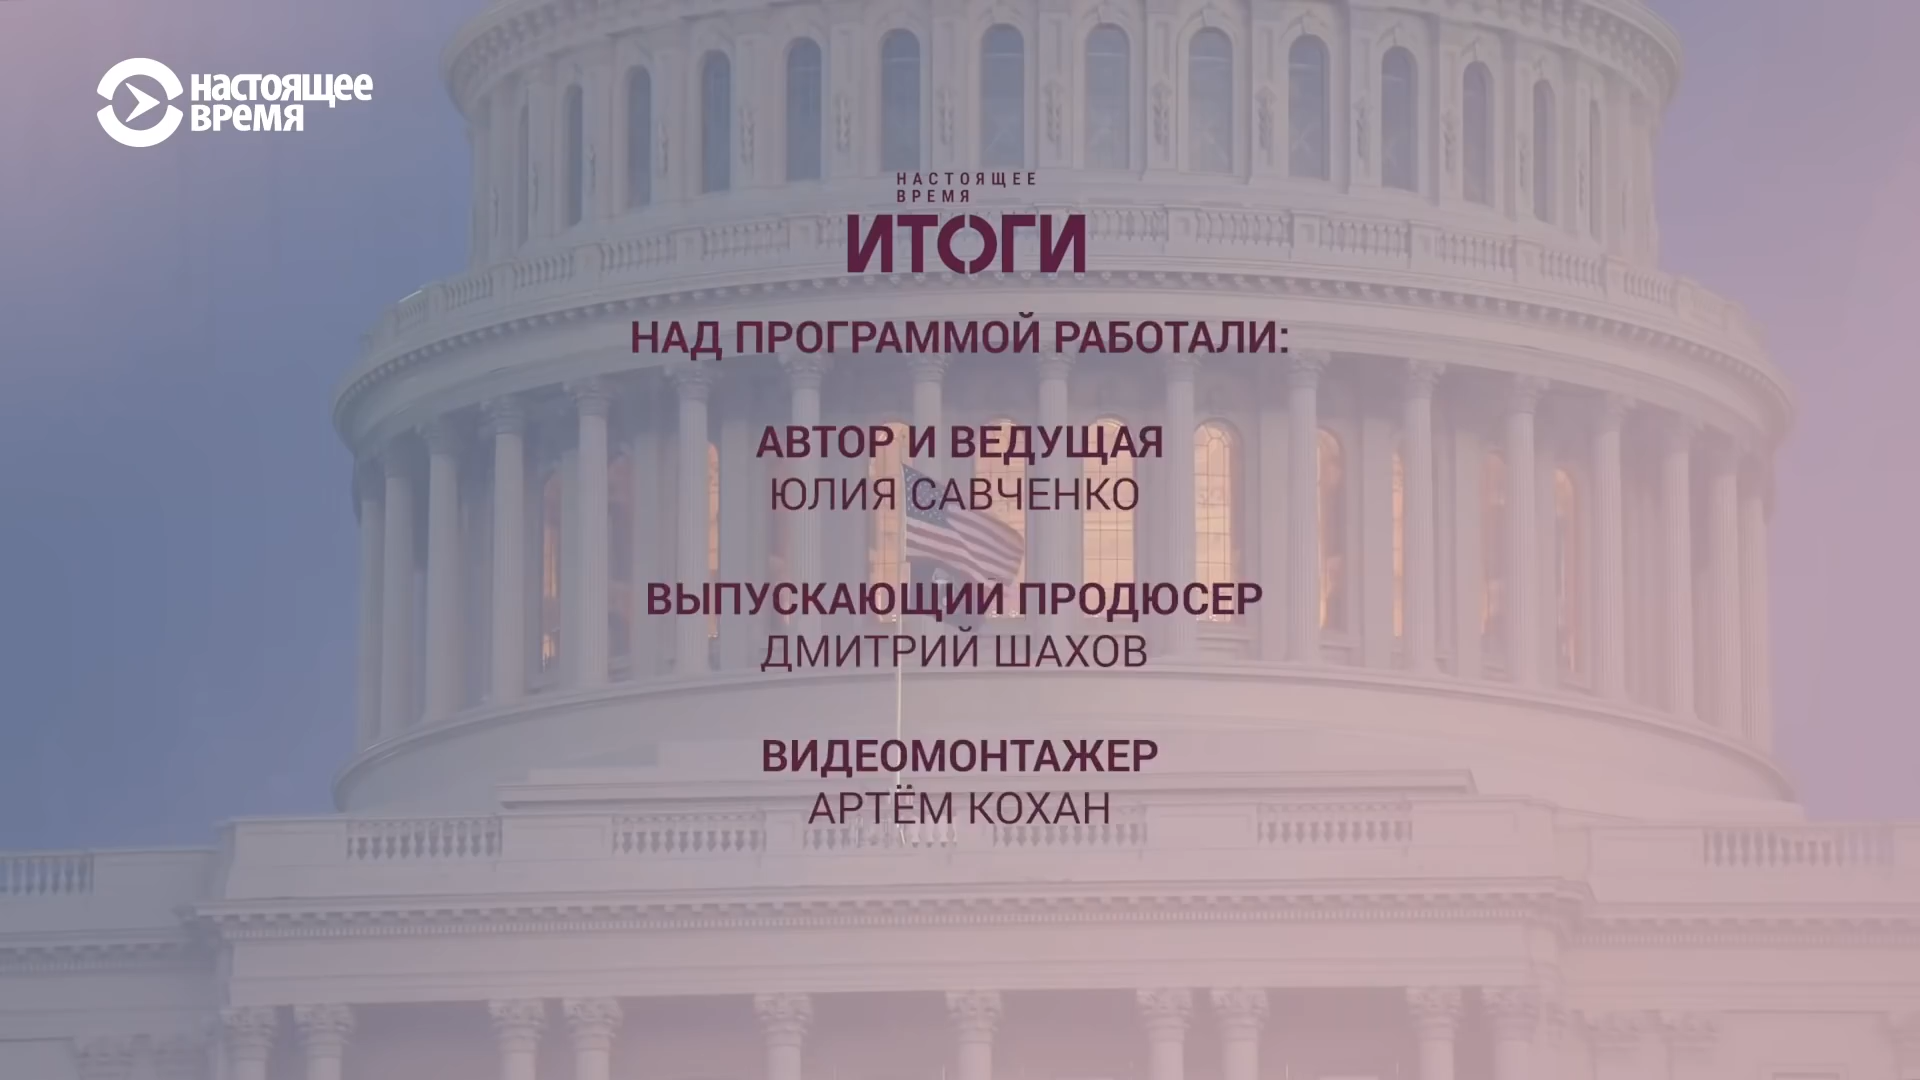 НАСТОЯЩЕЕ
ВРЕМЯ
НАСТОЯЩЕЕ
ВРЕМЯ
ИТОГИ
НАД ПРОГРАММОЙ РАБОТАЛИ:
АВТОР И ВЕДУЩАЯ
ЮЛИЯ САВЧЕНКО
ВЫПУСКАЮЩИЙ ПРОДЮСЕР
ДМИТРИЙ ШАХОВ
ВИДЕОМОНТАЖЕР
АРТЁМ КОХАН